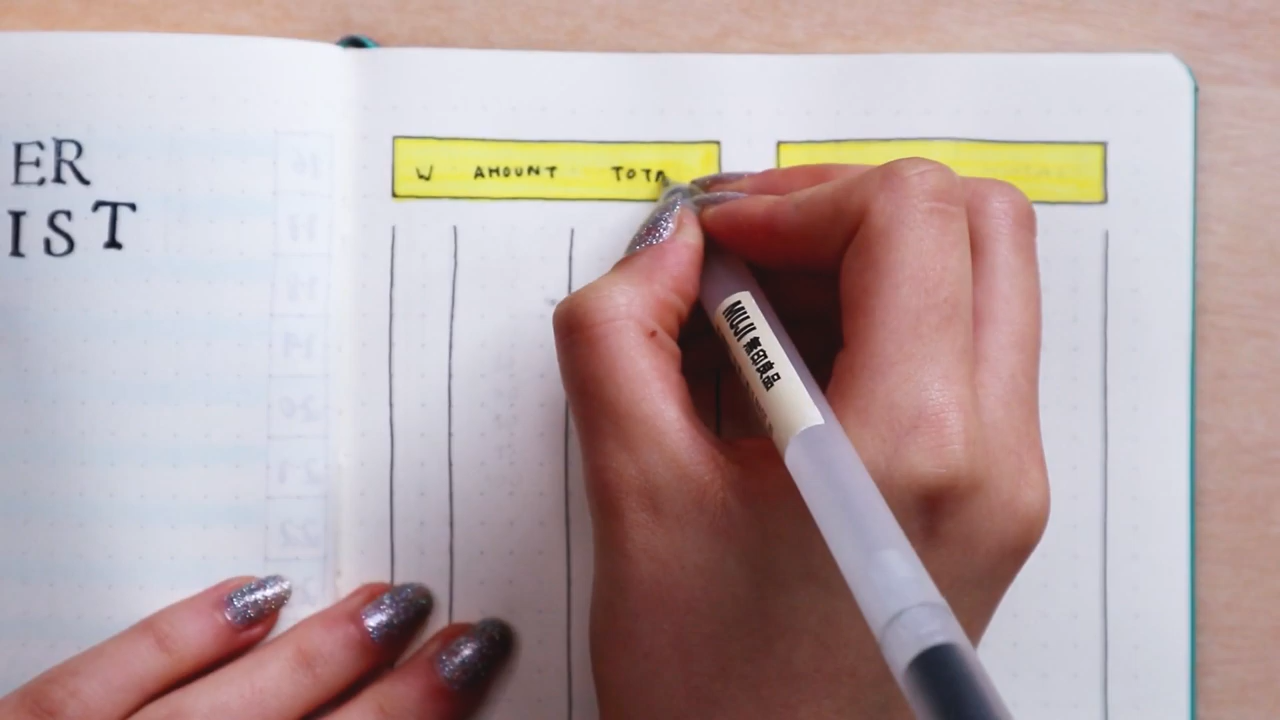 ER
IST
W AMOUNT TOTA
MUJI 無印良品